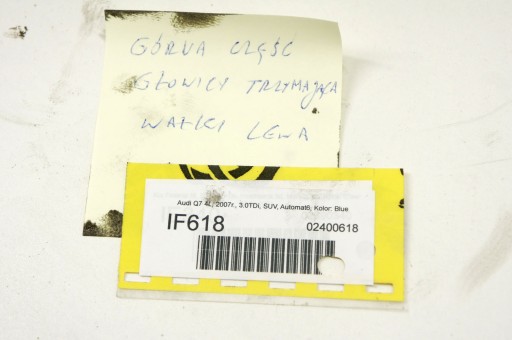 GÓRNA CZĘŚĆ
GŁOWICY TRZYMAJĄCA
WAŁKI LEWA
Audi Q7 4L, 2007r., 3.0TDi, SUV, Automat6, Kolor: Blue
IF618
02400618